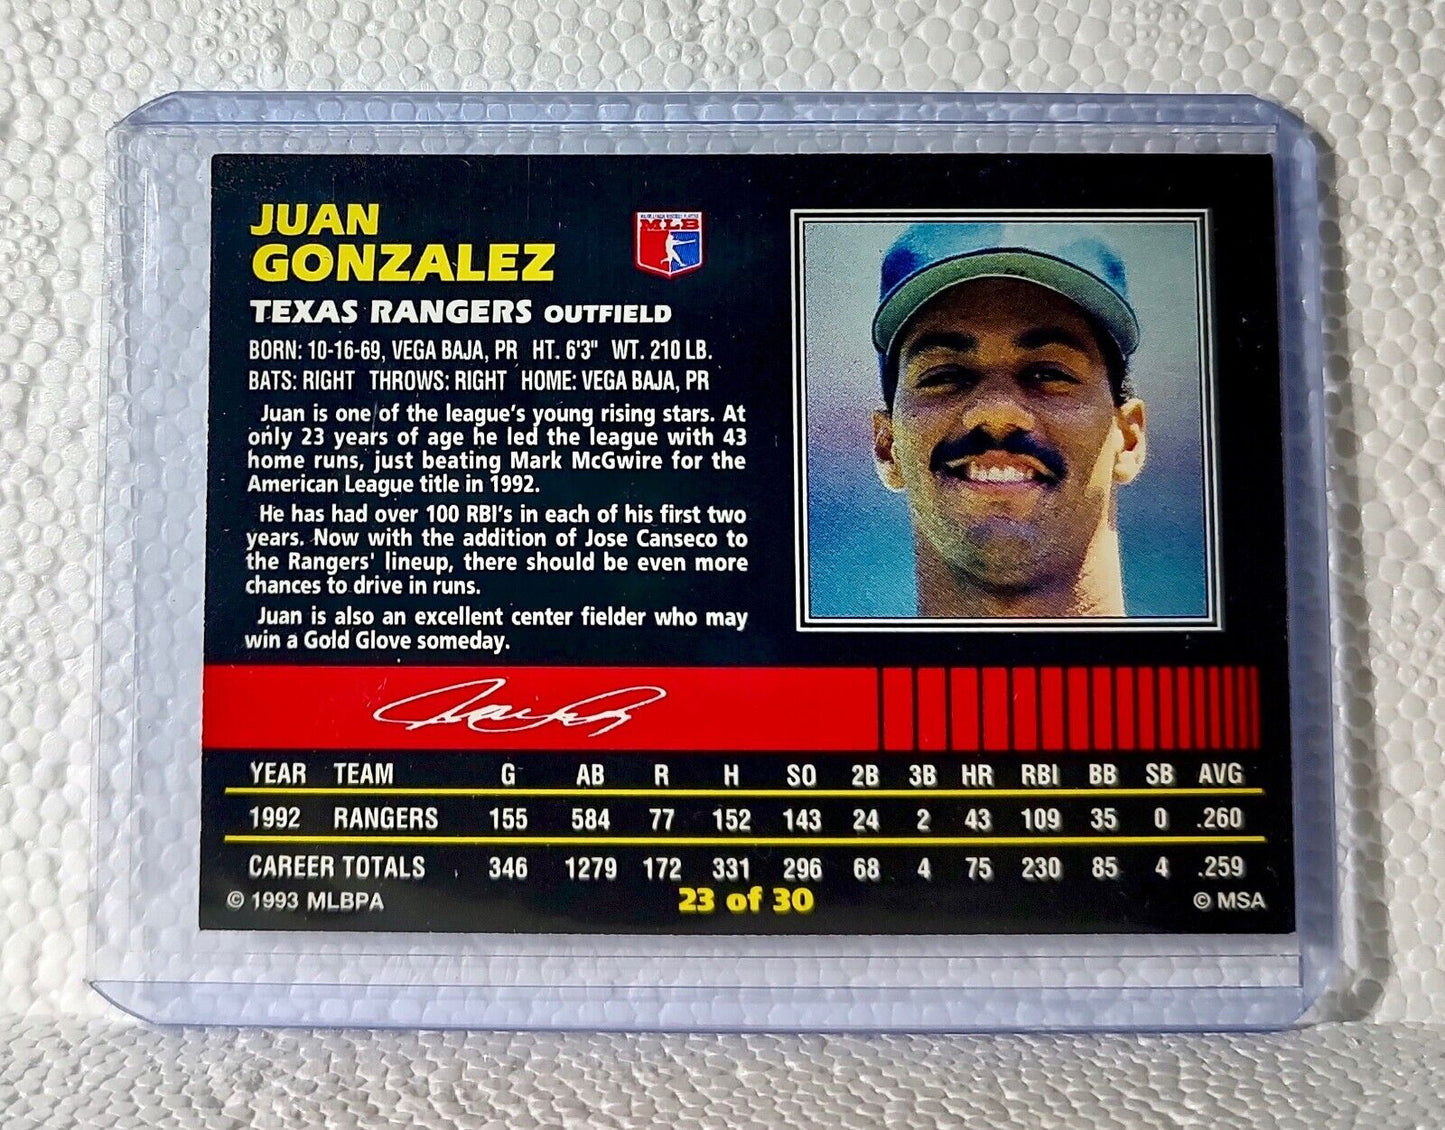 JUAN
GONZALEZ
MLB
TEXAS RANGERS OUTFIELD
BORN: 10-16-69, VEGA BAJA, PR HT. 6'3" WT. 210 LB.
BATS: RIGHT THROWS: RIGHT HOME: VEGA BAJA, PR
Juan is one of the league's young rising stars. At
only 23 years of age he led the league with 43
home runs, just beating Mark McGwire for the
American League title in 1992.
He has had over 100 RBI's in each of his first two
years. Now with the addition of Jose Canseco to
the Rangers' lineup, there should be even more
chances to drive in runs.
Juan is also an excellent center fielder who may
win a Gold Glove someday.
YEAR TEAM G AB R H SO 2B 3B HR RBI BB SB AVG
1992 RANGERS 155 584 77 152 143 24 2 43 109 35 0 .260
CAREER TOTALS 346 1279 172 331 296 68 4 75 230 85 4 .259
© 1993 MLBPA 23 of 30 © MSA